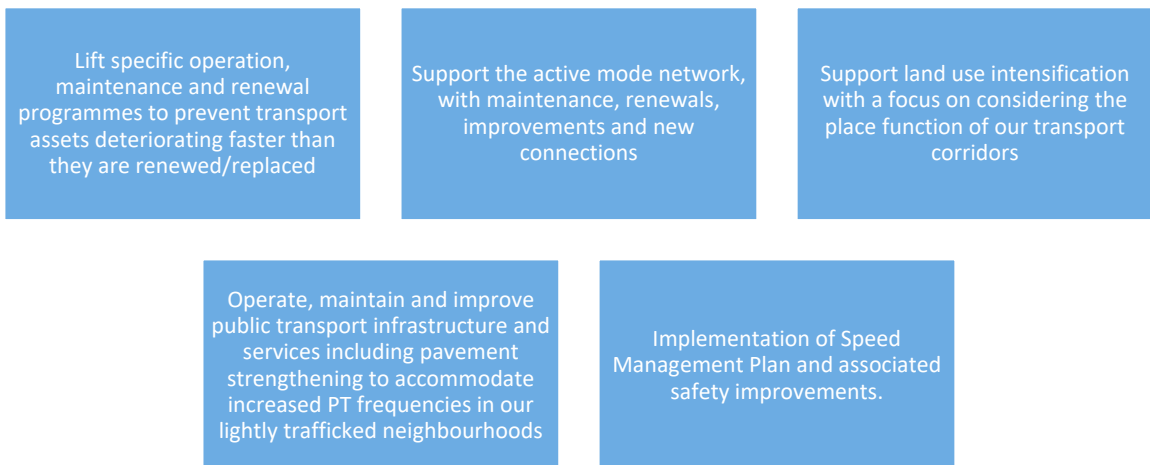 Lift specific operation,
maintenance and renewal
programmes to prevent transport
assets deteriorating faster than
they are renewed/replaced
Support the active mode network,
with maintenance, renewals,
improvements and new
connections
Support land use intensification
with a focus on considering the
place function of our transport
corridors
Operate, maintain and improve
public transport infrastructure and
services including pavement
strengthening to accommodate
increased PT frequencies in our
lightly trafficked neighbourhoods
Implementation of Speed
Management Plan and associated
safety improvements.